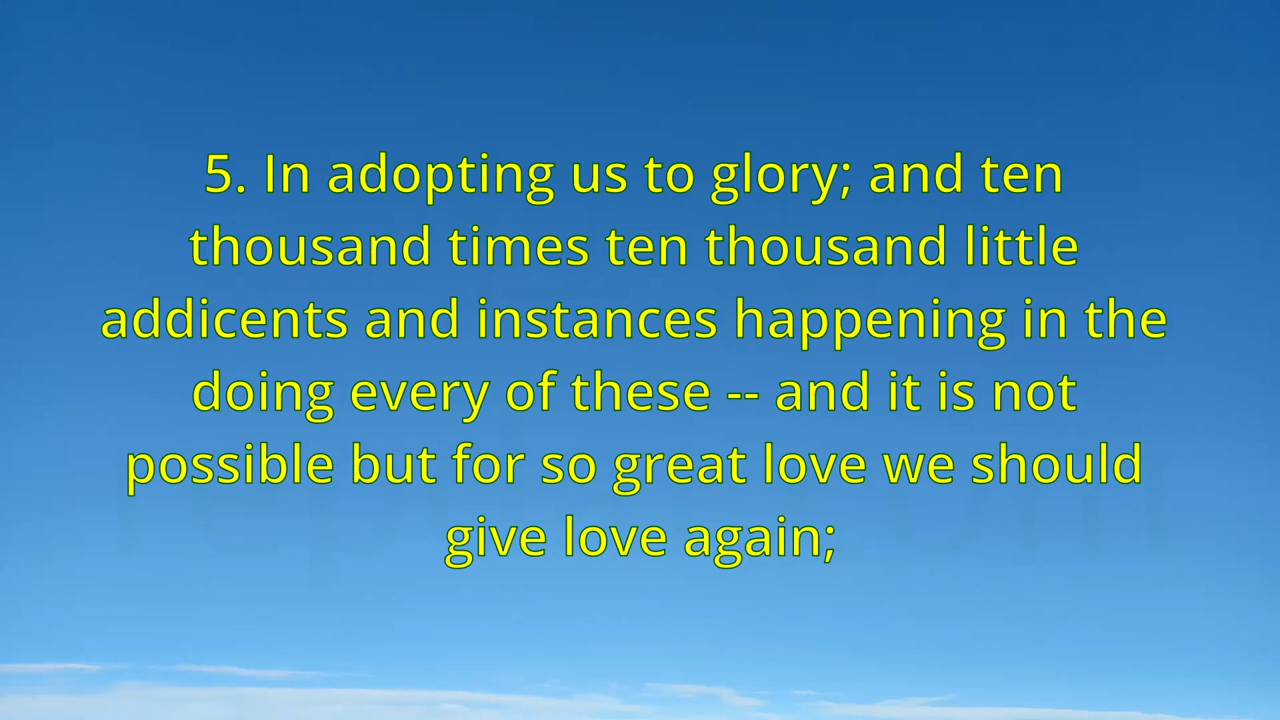 5. In adopting us to glory; and ten
thousand times ten thousand little
addicents and instances happening in the
doing every of these -- and it is not
possible but for so great love we should
give love again;